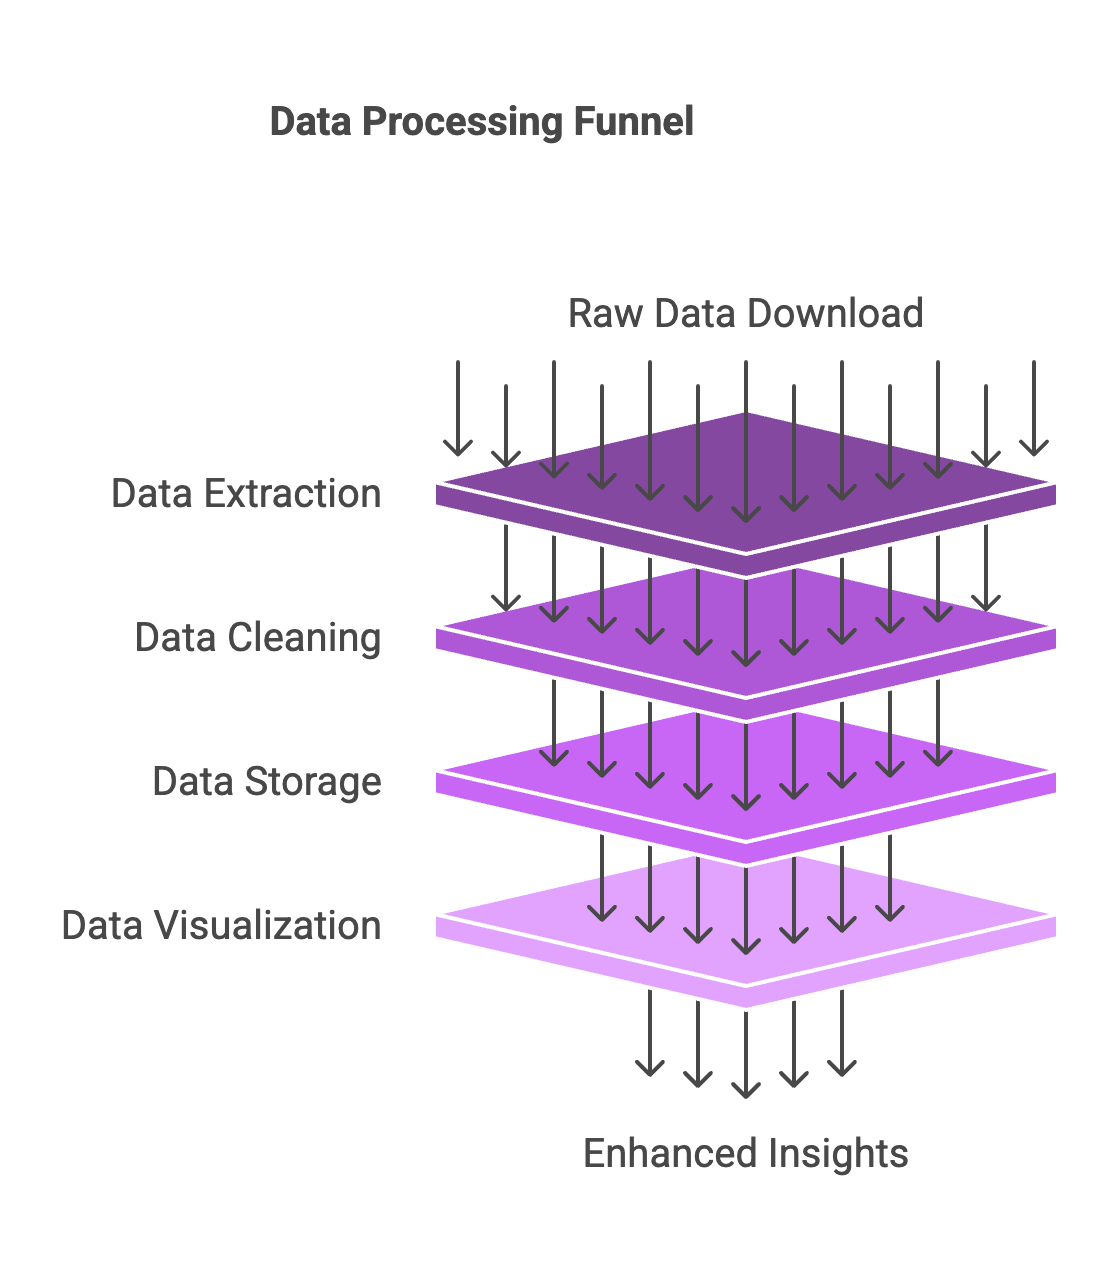 Data Processing Funnel
Raw Data Download
Data Extraction
Data Cleaning
Data Storage
Data Visualization
Enhanced Insights